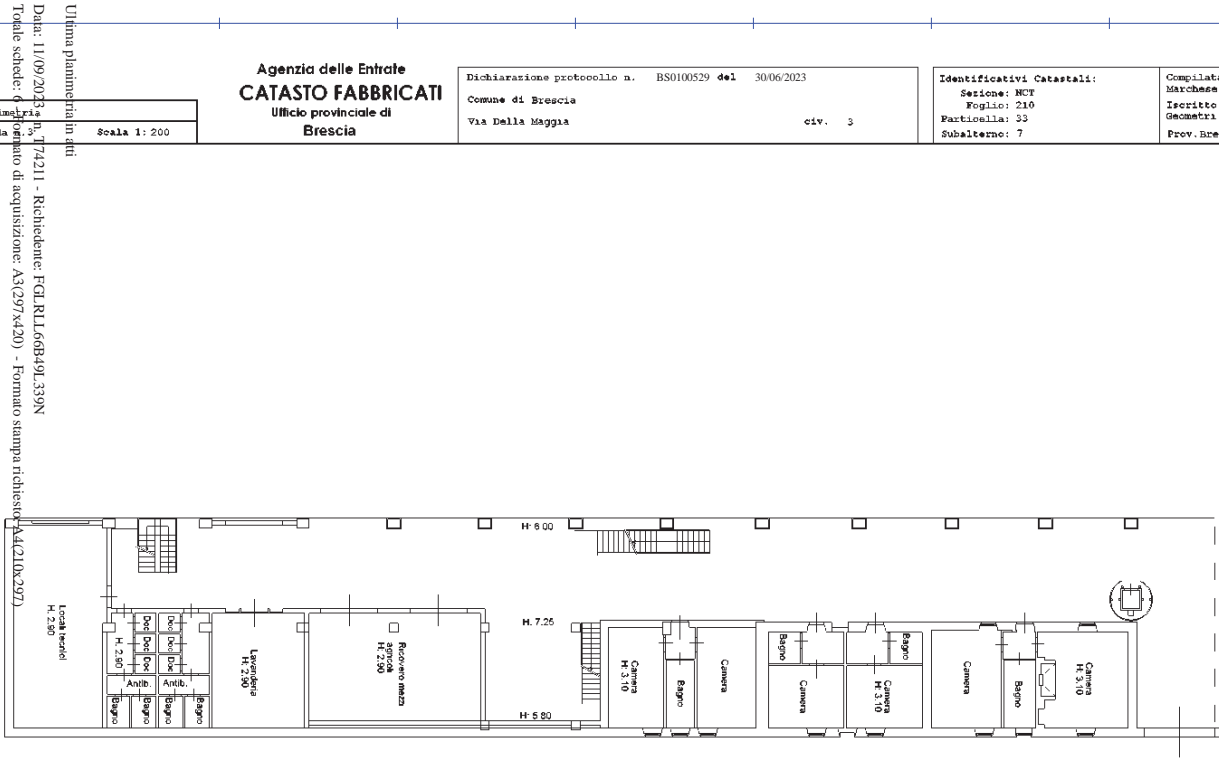 Ultima planimetria in atti
Data: 11/09/2023 - n. T74211 - Richiedente: FGLRLL66B49L339N
Totale schede: 6 - Formato di acquisizione: A3(297x420) - Formato stampa richiesto: A4(210x297)
Scala 1: 200
Agenzia delle Entrate
CATASTO FABBRICATI
Ufficio provinciale di
Brescia
Dichiarazione protocollo n. BS0100529 del 30/06/2023
Comune di Brescia
Via Della Maggia civ. 3
Identificativi Catastali:
Sezione: NCT
Foglio: 210
Particella: 33
Subalterno: 7
Compilata
Marchese
Iscritto
Geometri
Prov. Bre
H: 6.00
H. 7.25
H: 5.80
Locali tecnici
H. 2.90
H. 2.90
Doc
Doc
Doc
Doc
Doc
Doc
Antib.
Antib.
Bagno
Bagno
Bagno
Bagno
Lavanderia
H: 2.90
Ricovero mezzi
agricoli
H: 2.90
Camera
H: 3.10
Bagno
Camera
Bagno
Camera
Bagno
Camera
H: 3.10
Camera
Bagno
Camera
H: 3.10